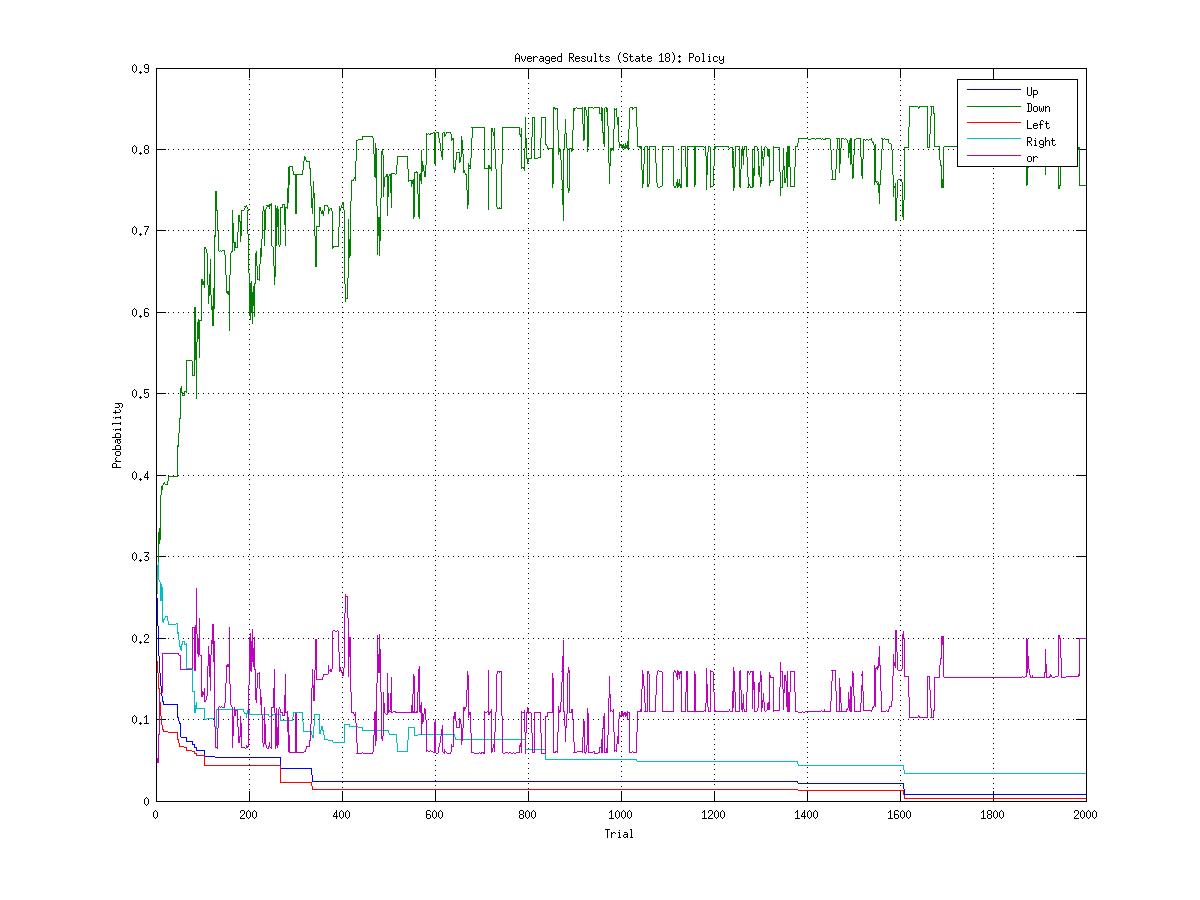 Averaged Results (State 18): Policy
0.9
0.8
0.7
0.6
0.5
0.4
0.3
0.2
0.1
0
Probability
Up
Down
Left
Right
or
0 200 400 600 800 1000 1200 1400 1600 1800 2000
Trial